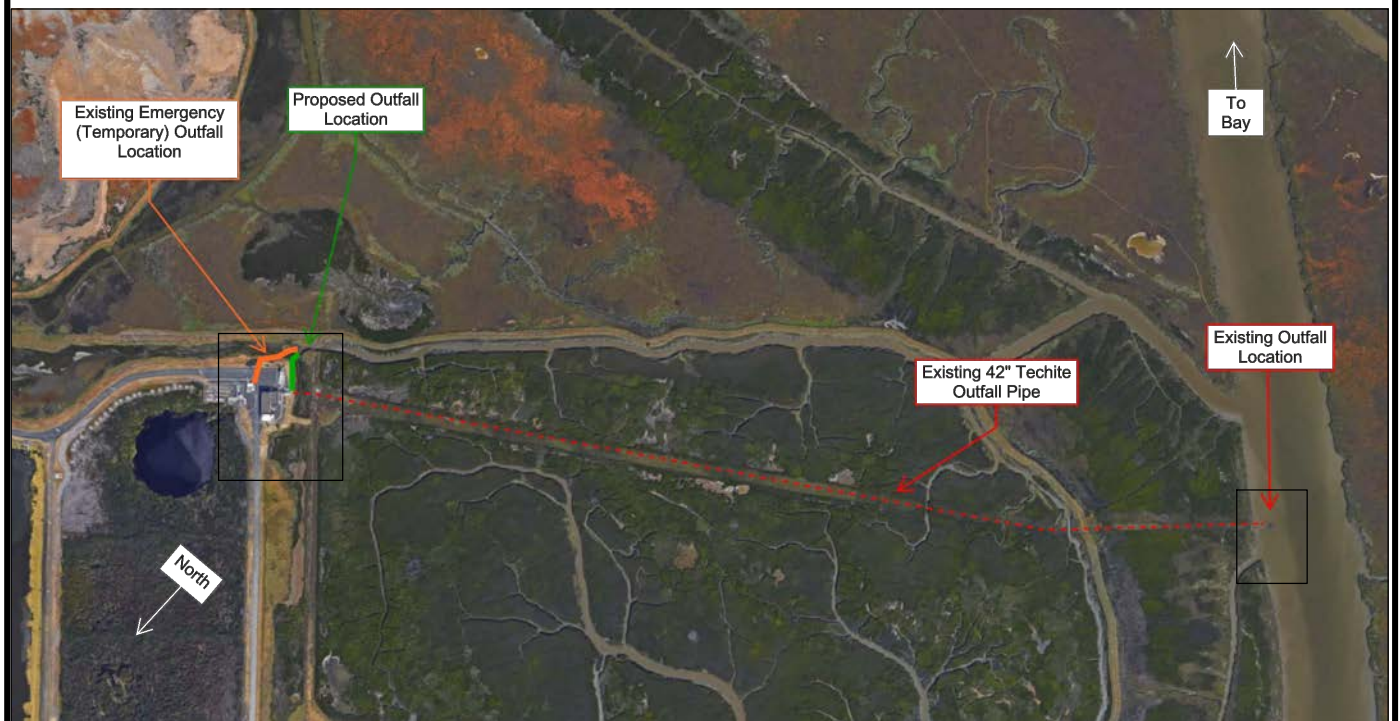 Existing Emergency
(Temporary) Outfall
Location
Proposed Outfall
Location
To
Bay
Existing Outfall
Location
Existing 42" Techite
Outfall Pipe
North